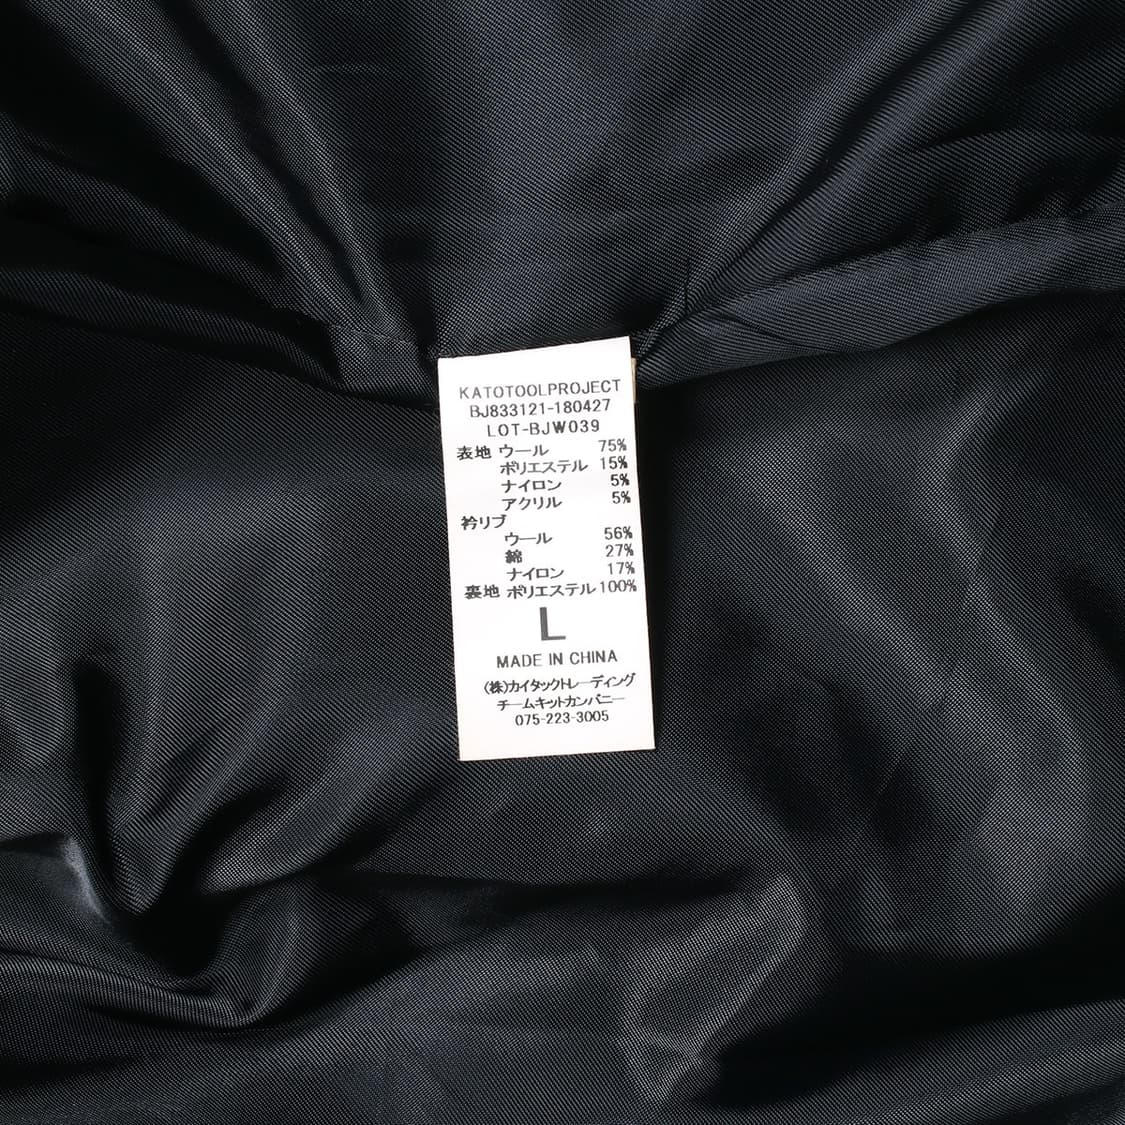 KATOTOOLPROJECT
BJ833121-180427
LOT-BJW039
表地 ウール 75%
ポリエステル 15%
ナイロン 5%
アクリル 5%
衿リブ
ウール 56%
綿 27%
ナイロン 17%
裏地 ポリエステル 100%
L
MADE IN CHINA
(株)カイタックトレーディング
チームキットカンパニー
075-223-3005